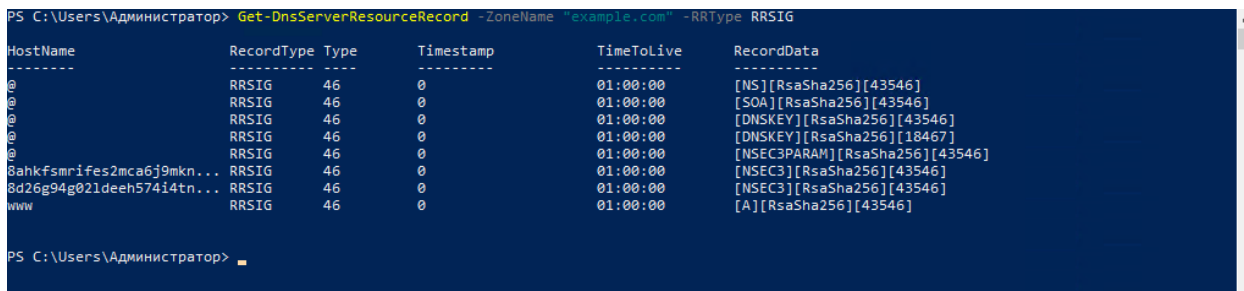 PS C:\Users\Администратор> Get-DnsServerResourceRecord -ZoneName "example.com" -RRType RRSIG
HostName RecordType Type Timestamp TimeToLive RecordData
-------- ---------- ---- --------- ---------- ----------
@ RRSIG 46 0 01:00:00 [NS][RsaSha256][43546]
@ RRSIG 46 0 01:00:00 [SOA][RsaSha256][43546]
@ RRSIG 46 0 01:00:00 [DNSKEY][RsaSha256][43546]
@ RRSIG 46 0 01:00:00 [DNSKEY][RsaSha256][18467]
@ RRSIG 46 0 01:00:00 [NSEC3PARAM][RsaSha256][43546]
8ahkfsmrifes2mca6j9mkn... RRSIG 46 0 01:00:00 [NSEC3][RsaSha256][43546]
8d26g94g02ldeeh574i4tn... RRSIG 46 0 01:00:00 [NSEC3][RsaSha256][43546]
www RRSIG 46 0 01:00:00 [A][RsaSha256][43546]
PS C:\Users\Администратор>